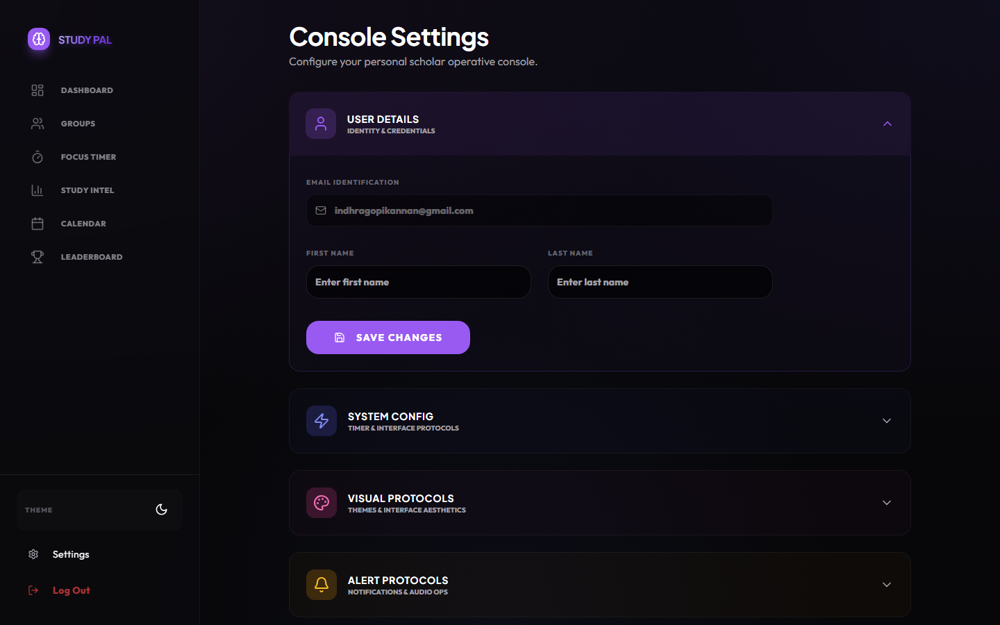 STUDY PAL
DASHBOARD
GROUPS
FOCUS TIMER
STUDY INTEL
CALENDAR
LEADERBOARD
THEME
Settings
Log Out
Console Settings
Configure your personal scholar operative console.
USER DETAILS
IDENTITY & CREDENTIALS
EMAIL IDENTIFICATION
indhragopikannan@gmail.com
FIRST NAME
LAST NAME
Enter first name
Enter last name
SAVE CHANGES
SYSTEM CONFIG
TIMER & INTERFACE PROTOCOLS
VISUAL PROTOCOLS
THEMES & INTERFACE AESTHETICS
ALERT PROTOCOLS
NOTIFICATIONS & AUDIO OPS